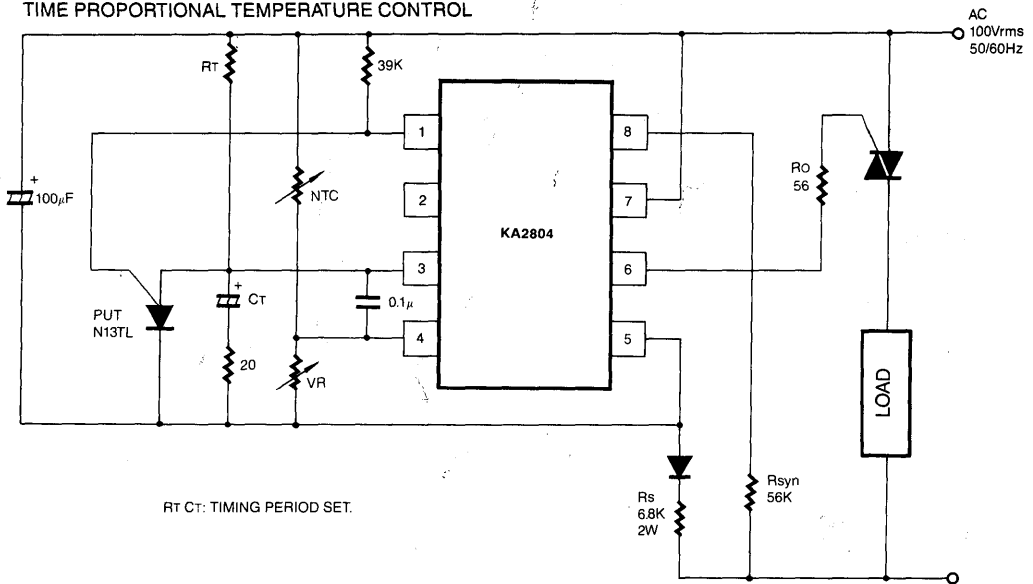 TIME PROPORTIONAL TEMPERATURE CONTROL
AC
100Vrms
50/60Hz
RT
39K
1
8
+
100μF
NTC
2
7
KA2804
RO
56
3
6
+
CT
0.1μ
PUT
N13TL
4
5
20
VR
LOAD
RT CT: TIMING PERIOD SET.
Rs
6.8K
2W
Rsyn
56K